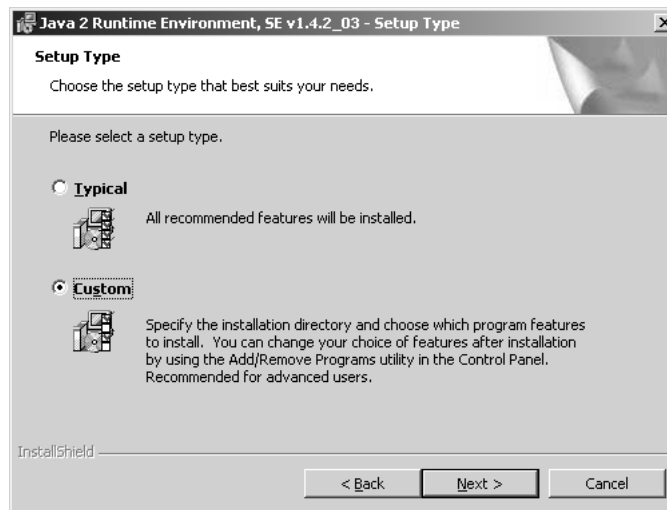 Java 2 Runtime Environment, SE v1.4.2_03 - Setup Type
Setup Type
Choose the setup type that best suits your needs.
Please select a setup type.
Typical
All recommended features will be installed.
Custom
Specify the installation directory and choose which program features
to install. You can change your choice of features after installation
by using the Add/Remove Programs utility in the Control Panel.
Recommended for advanced users.
InstallShield
< Back
Next >
Cancel